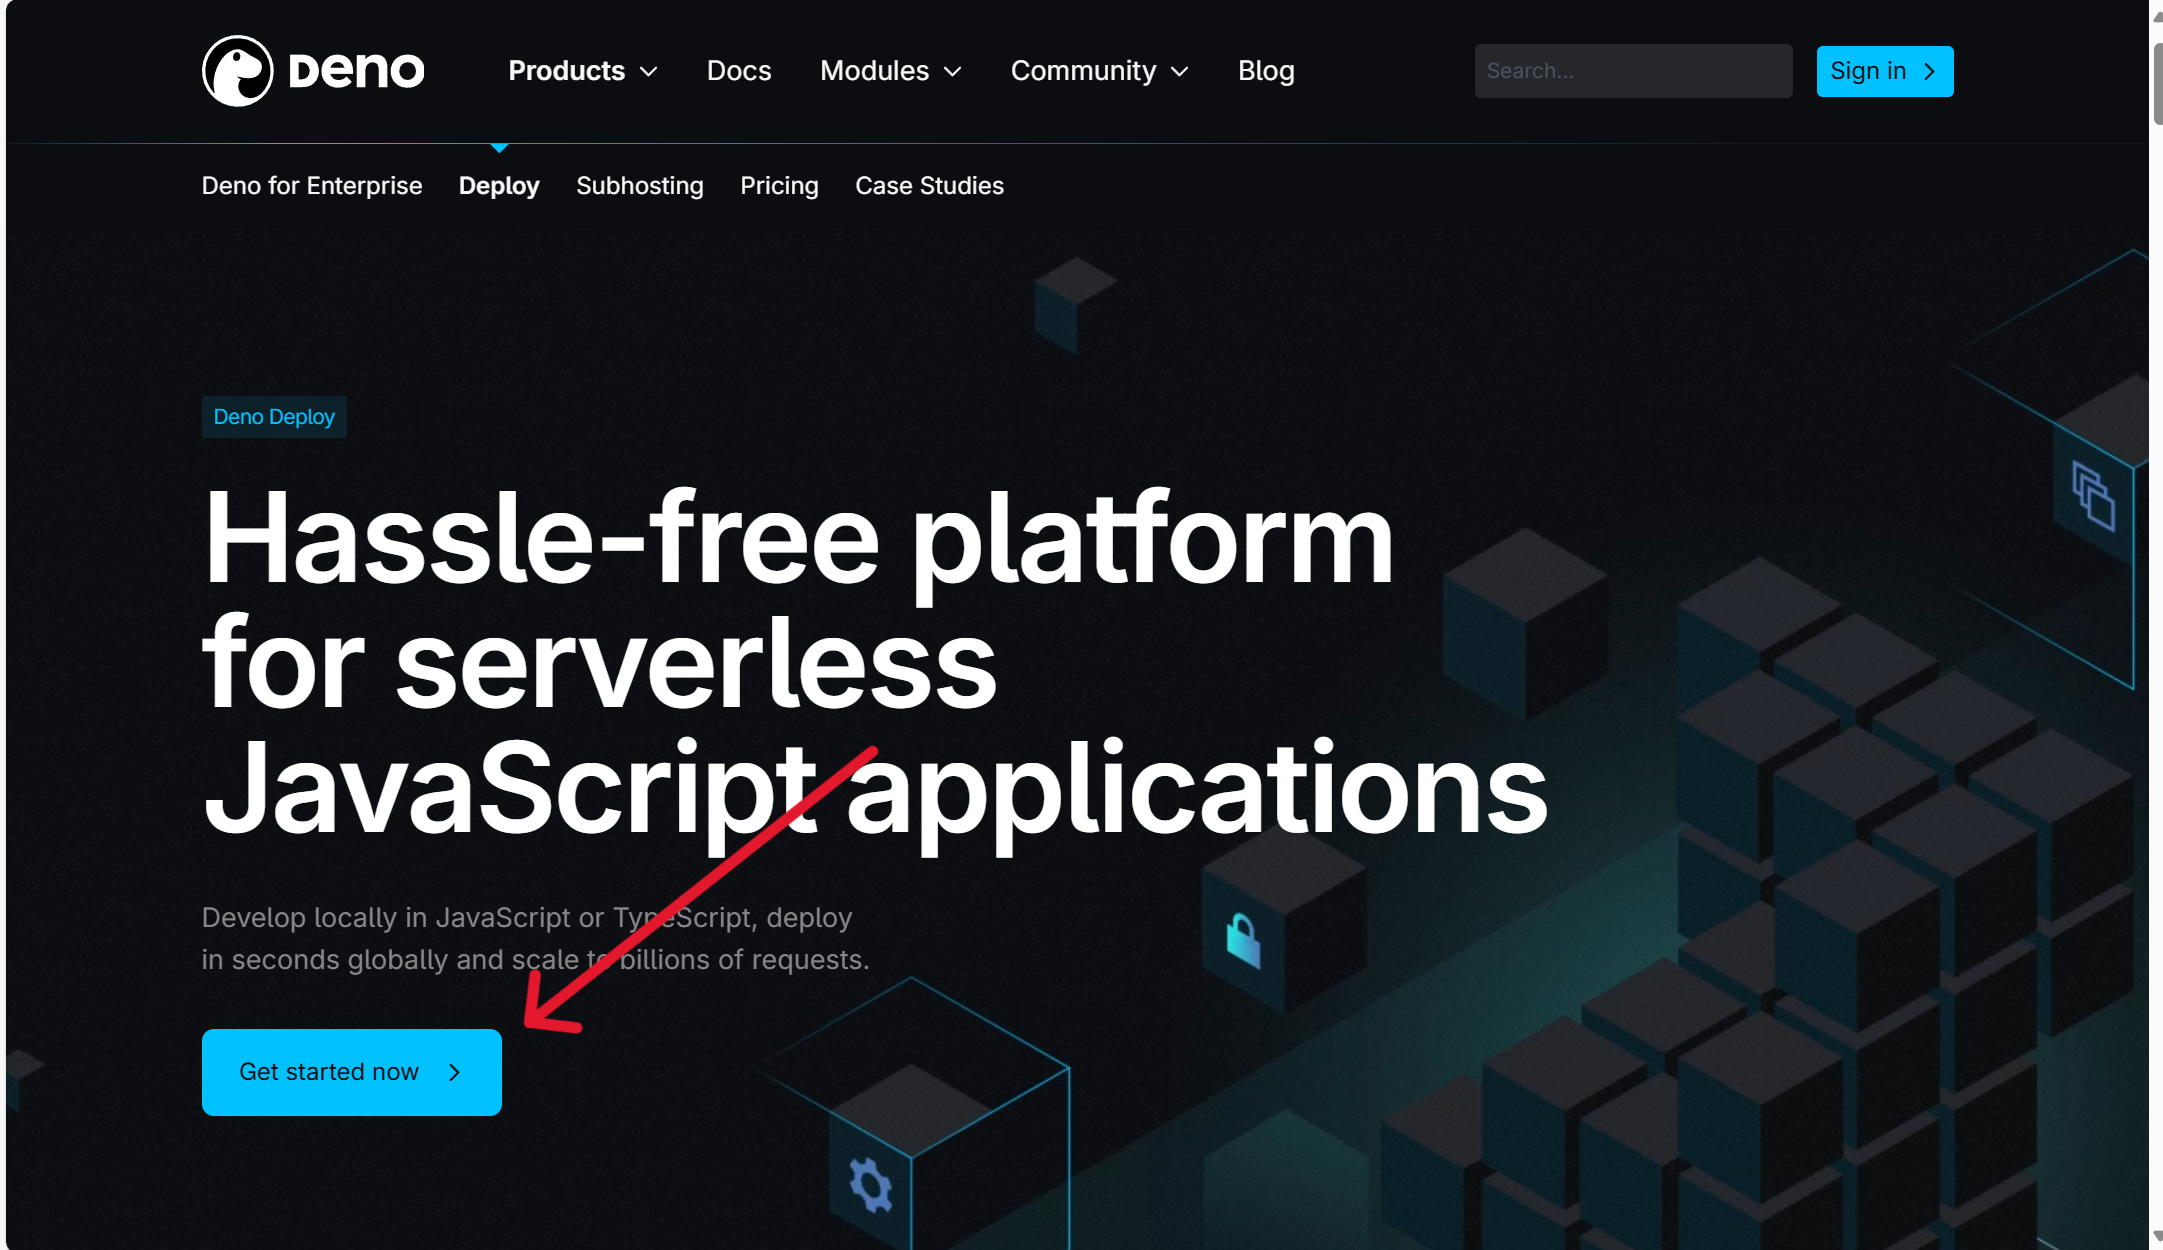 Deno
Products Docs Modules Community Blog Search... Sign in
Deno for Enterprise Deploy Subhosting Pricing Case Studies
Deno Deploy
Hassle-free platform
for serverless
JavaScript applications
Develop locally in JavaScript or TypeScript, deploy
in seconds globally and scale to billions of requests.
Get started now